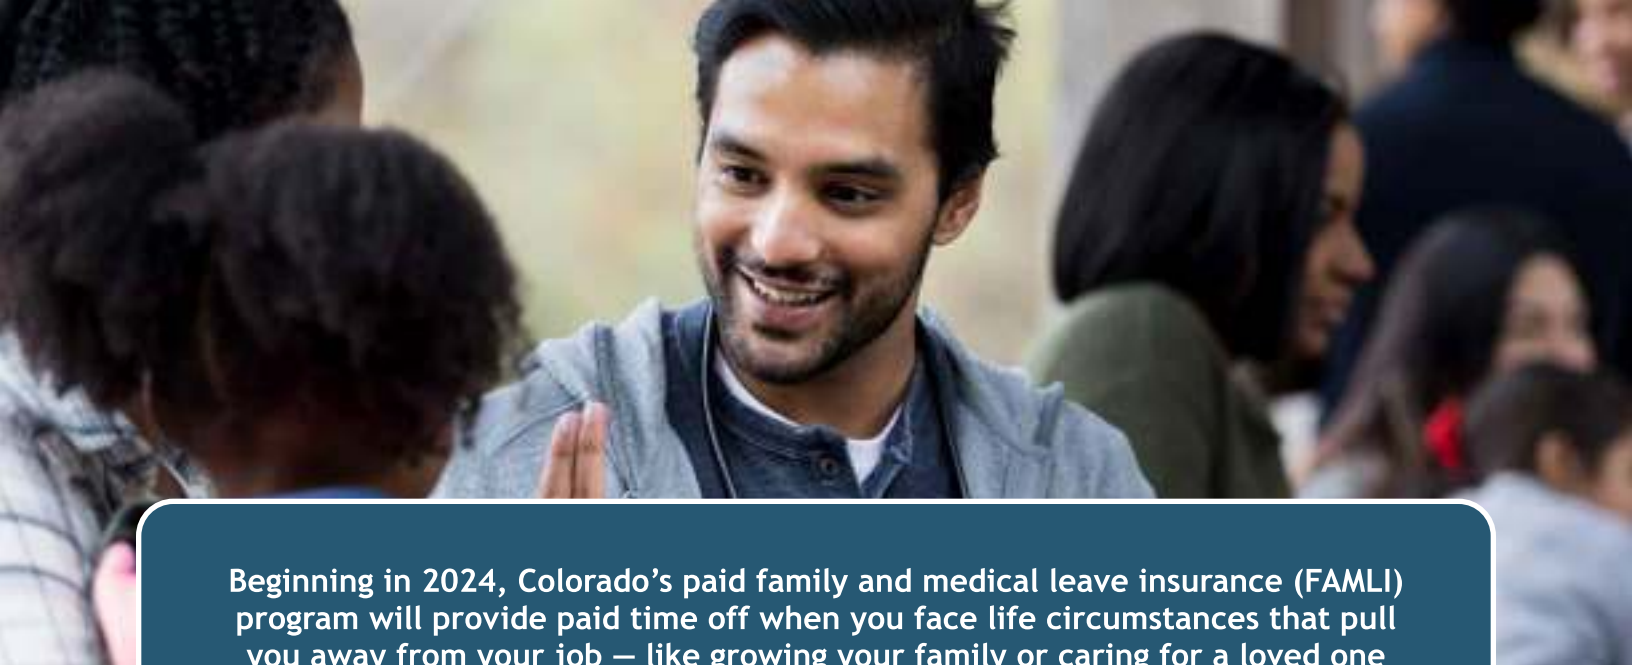 Beginning in 2024, Colorado’s paid family and medical leave insurance (FAMLI)
program will provide paid time off when you face life circumstances that pull
you away from your job — like growing your family or caring for a loved one